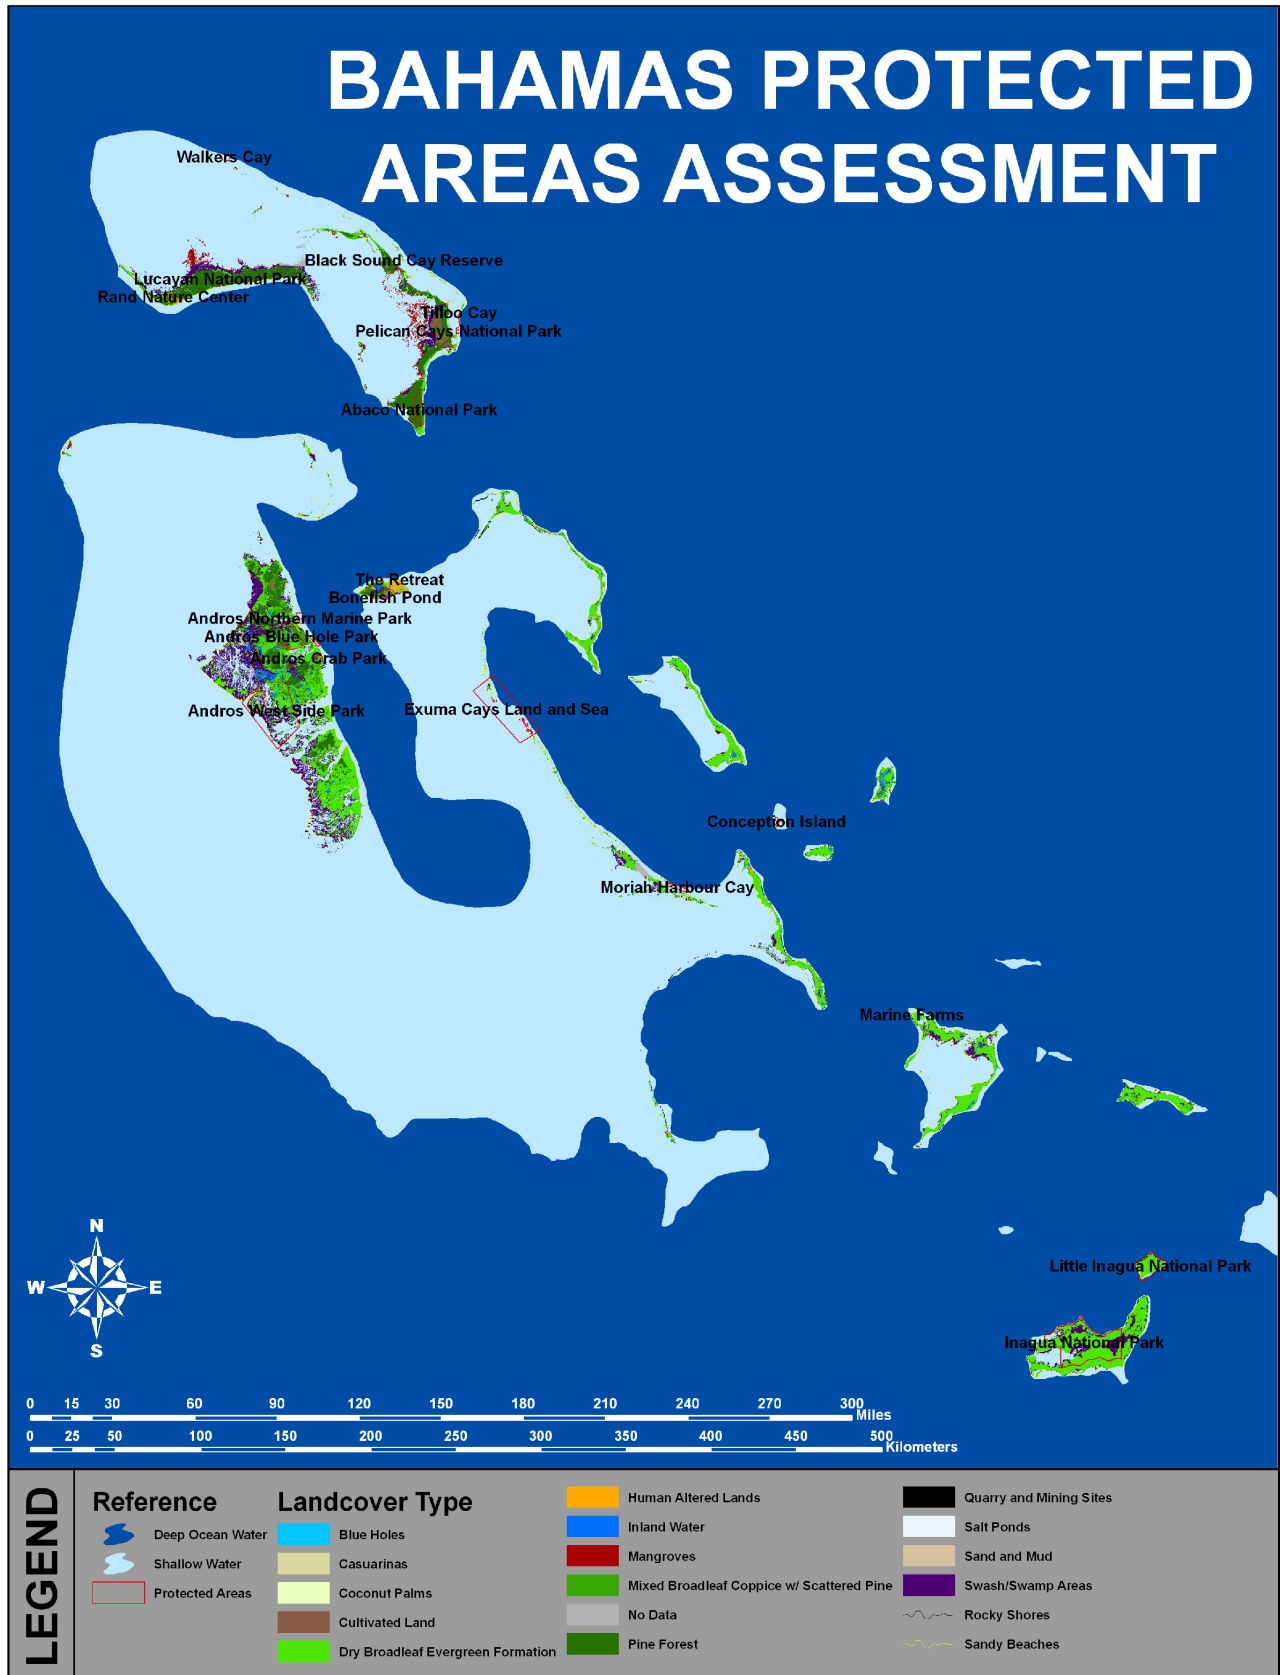 BAHAMAS PROTECTED
AREAS ASSESSMENT
Walkers Cay
Black Sound Cay Reserve
Lucayan National Park
Rand Nature Center
Tilloo Cay
Pelican Cays National Park
Abaco National Park
The Retreat
Bonefish Pond
Andros Northern Marine Park
Andros Blue Hole Park
Andros Crab Park
Andros West Side Park
Exuma Cays Land and Sea
Conception Island
Moriah Harbour Cay
Marine Farms
Little Inagua National Park
Inagua National Park
N
W
E
S
0 15 30 60 90 120 150 180 210 240 270 300
Miles
0 25 50 100 150 200 250 300 350 400 450 500
Kilometers
LEGEND
Reference
Deep Ocean Water
Shallow Water
Protected Areas
Landcover Type
Blue Holes
Casuarinas
Coconut Palms
Cultivated Land
Dry Broadleaf Evergreen Formation
Human Altered Lands
Inland Water
Mangroves
Mixed Broadleaf Coppice w/ Scattered Pine
No Data
Pine Forest
Quarry and Mining Sites
Salt Ponds
Sand and Mud
Swash/Swamp Areas
Rocky Shores
Sandy Beaches